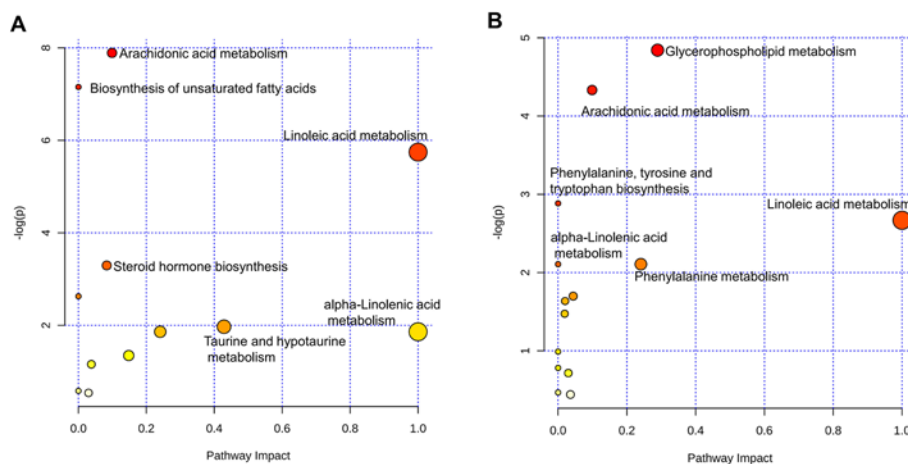 A
8
6
4
2
-log(p)
Arachidonic acid metabolism
Biosynthesis of unsaturated fatty acids
Linoleic acid metabolism
Steroid hormone biosynthesis
alpha-Linolenic acid
metabolism
Taurine and hypotaurine
metabolism
0.0 0.2 0.4 0.6 0.8 1.0
Pathway Impact
B
5
4
3
2
1
-log(p)
Glycerophospholipid metabolism
Arachidonic acid metabolism
Phenylalanine, tyrosine and
tryptophan biosynthesis
Linoleic acid metabolism
alpha-Linolenic acid
metabolism
Phenylalanine metabolism
0.0 0.2 0.4 0.6 0.8 1.0
Pathway Impact